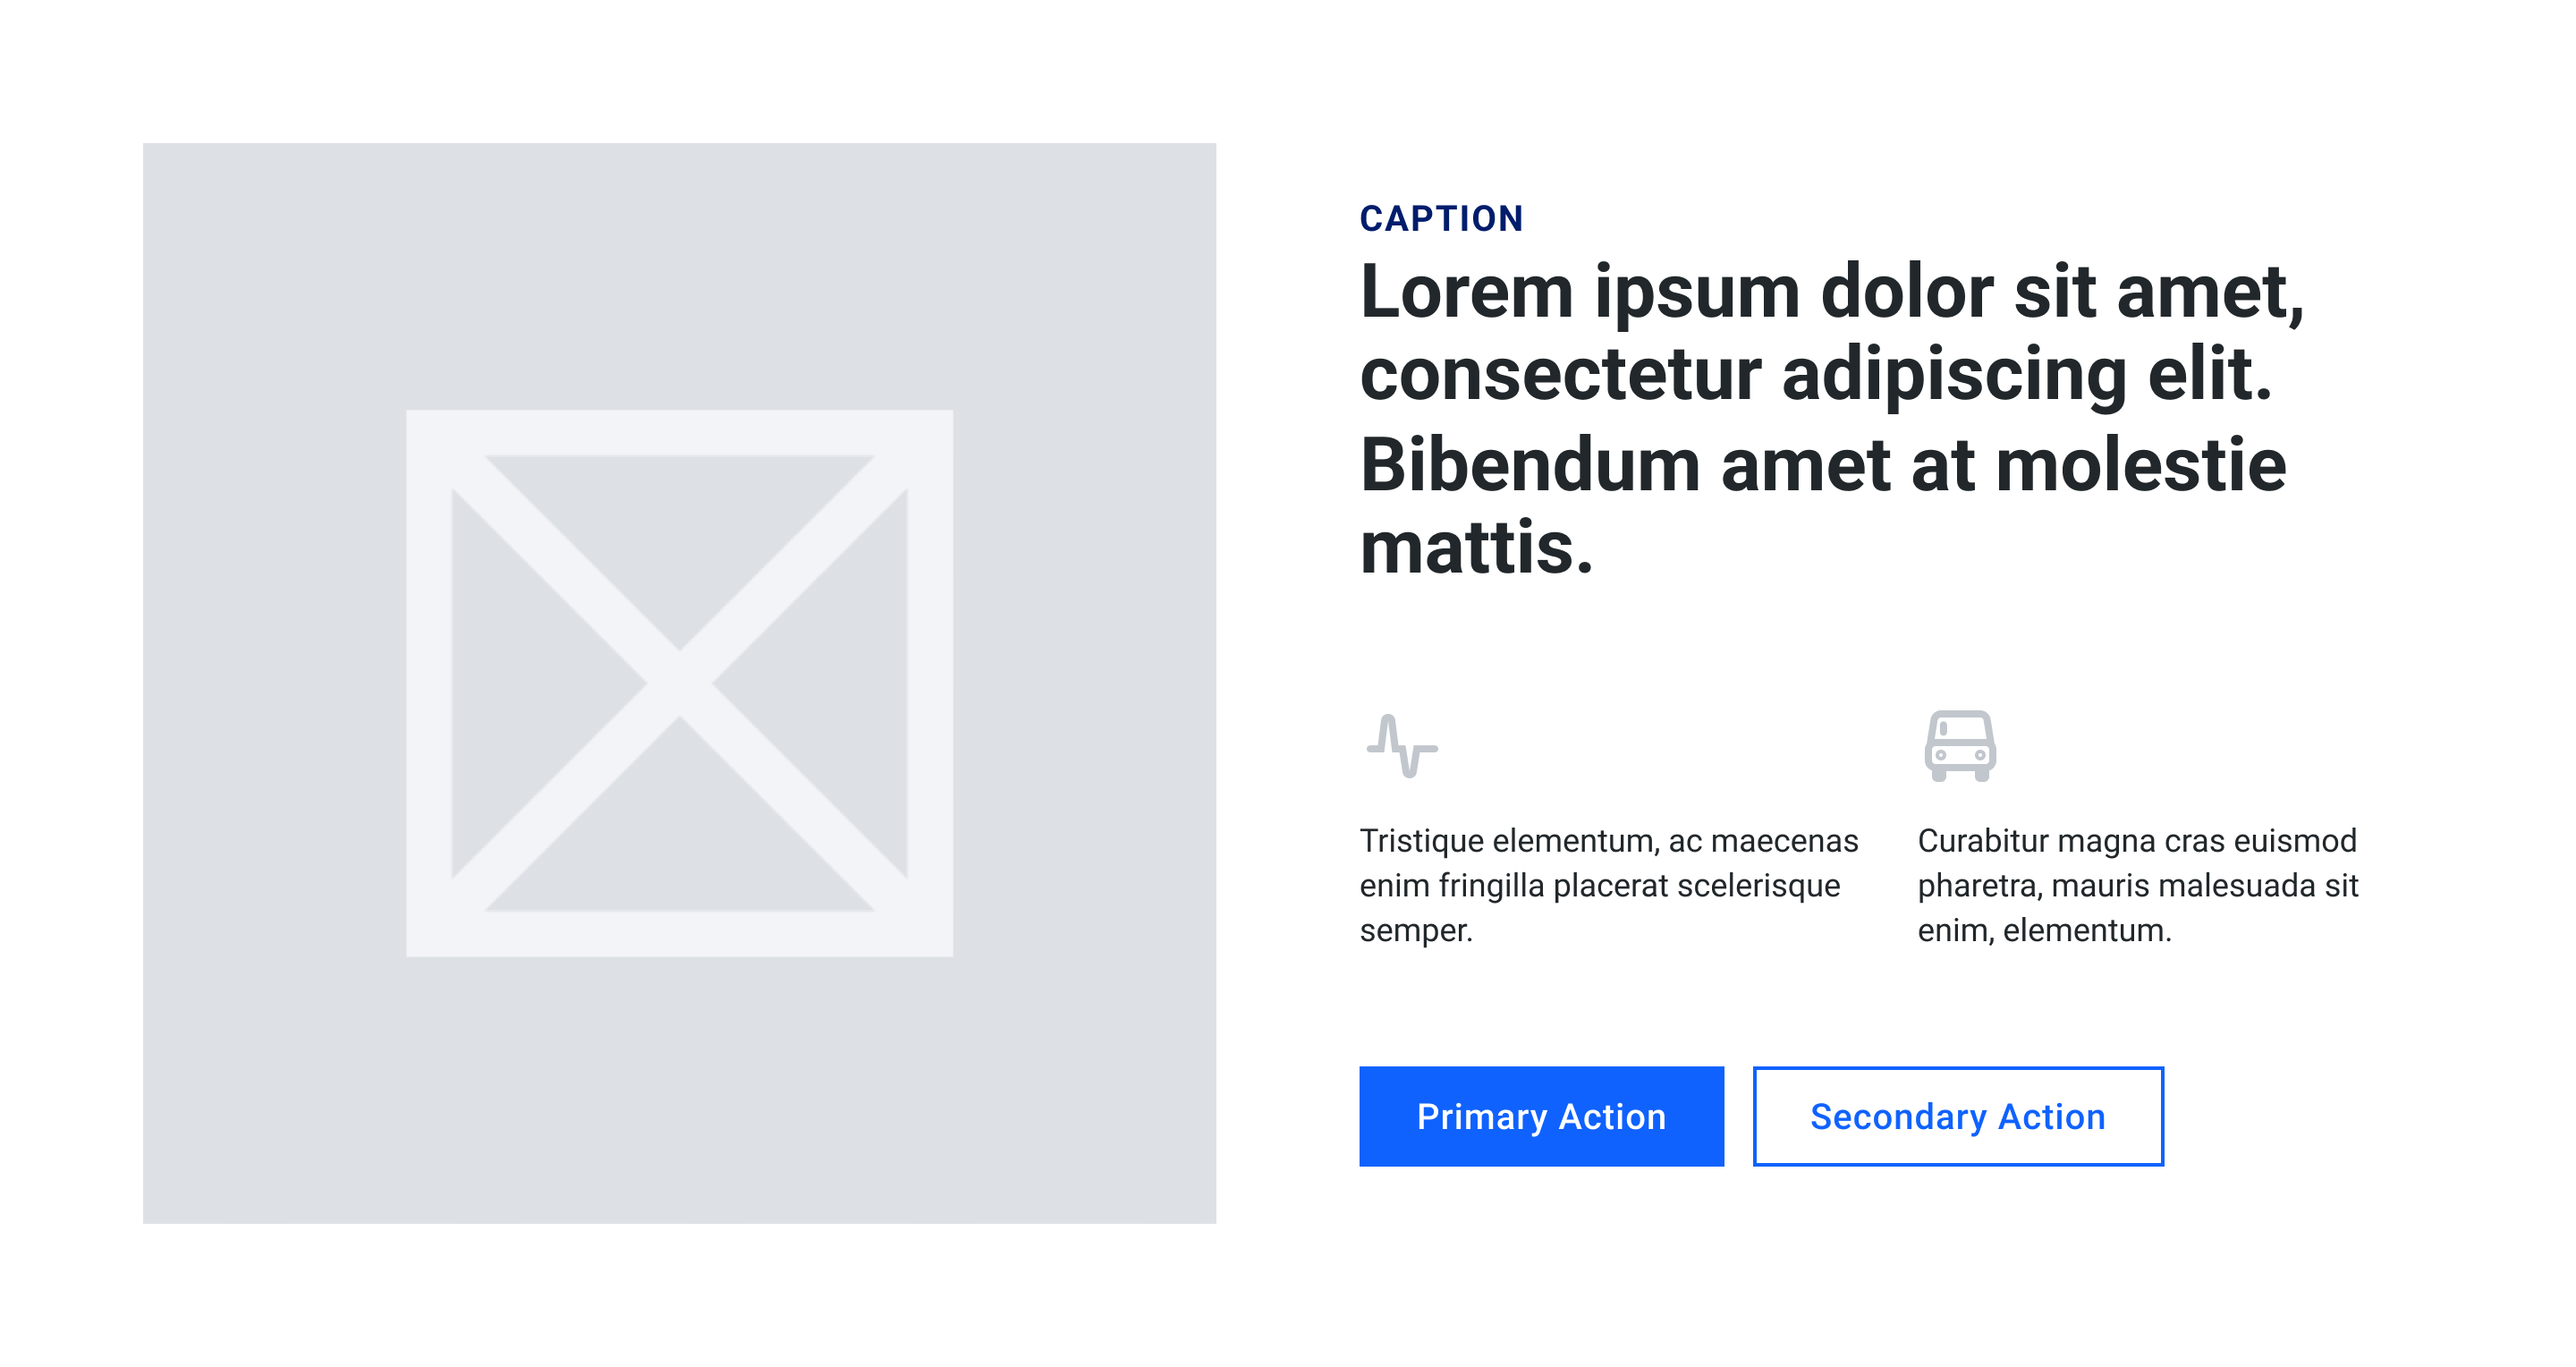 CAPTION
Lorem ipsum dolor sit amet,
consectetur adipiscing elit.
Bibendum amet at molestie
mattis.
Tristique elementum, ac maecenas
enim fringilla placerat scelerisque
semper.
Curabitur magna cras euismod
pharetra, mauris malesuada sit
enim, elementum.
Primary Action
Secondary Action